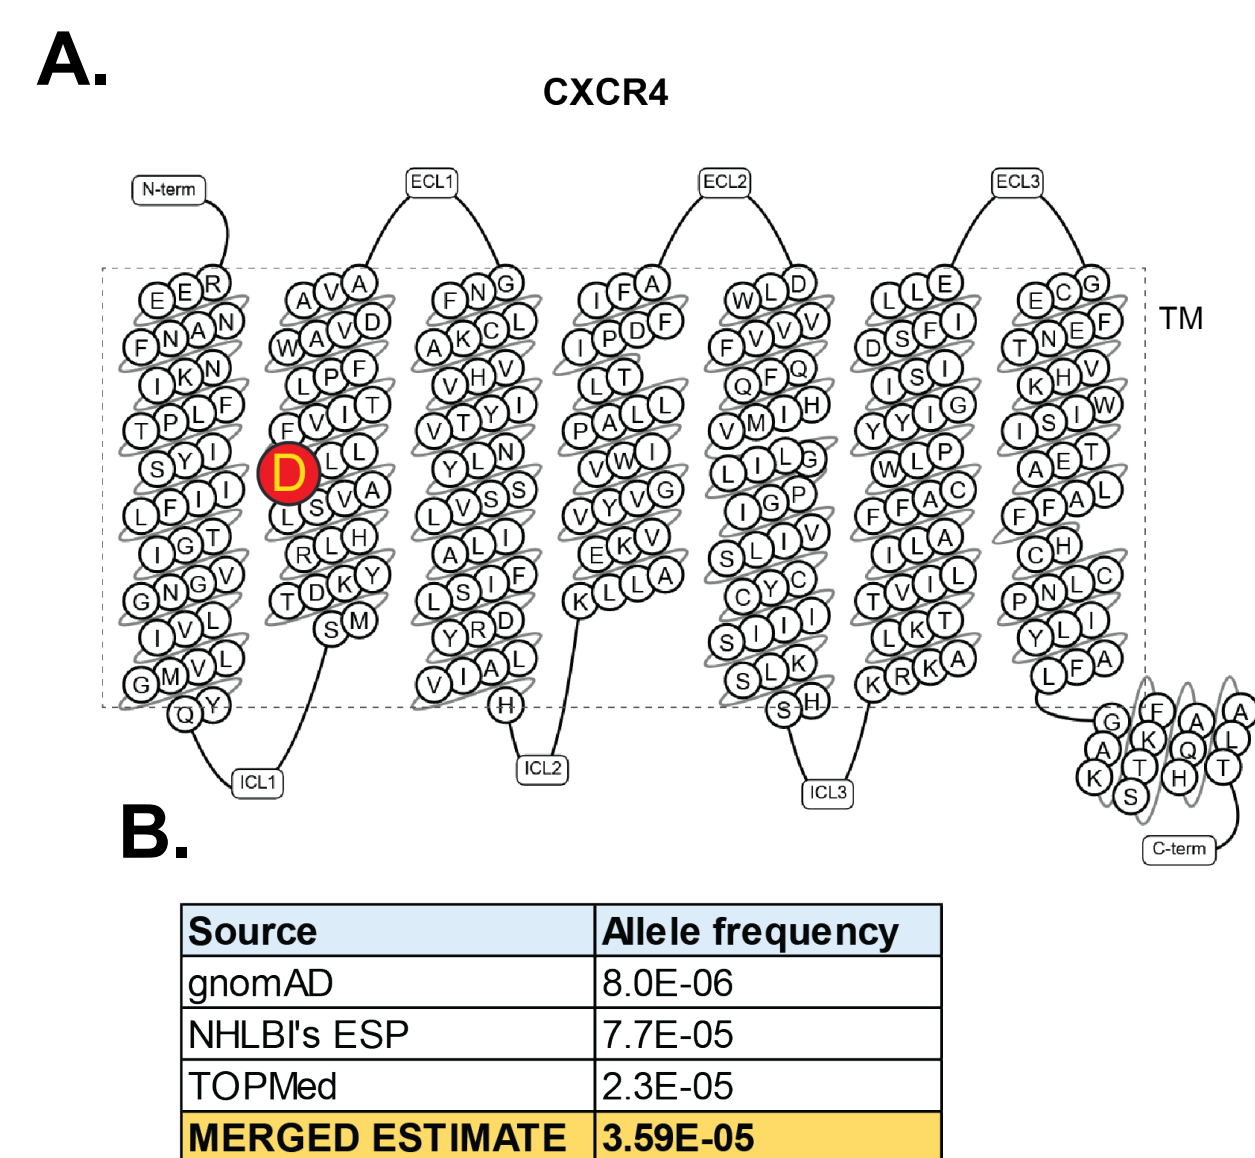 A.
CXCR4
N-term
ECL1
ECL2
ECL3
TM
E E R
F N A N
I K N
T P L F
S Y I
L F I I
I G T
G N G V
I V L
G M V L
Q Y
A V A
W A V D
L P F
F V I T
D L L
L S V A
R L H
T D K Y
S M
F N G
A K C L
V H V
V T Y I
Y L N
L V S S
A L I
L S I F
Y R D
V I A L
H
I F A
I P D F
L T
P A L L
V W I
V Y V G
E K V
K L L A
W L D
F V V V
Q F Q
V M I H
L I L G
I G P
S L I V
C Y C
S I I I
S L K
S H
L L E
D S F I
I S I
Y Y I G
W L P
F F A C
I L A
T V I L
L K T
K R K A
E C G
T N E F
K H V
I S I W
A E T
F F A L
C H
P N L C
Y L I
L F A
G F A A
A K Q L
K T H T
S
ICL1
ICL2
ICL3
C-term
B.
Source Allele frequency
gnomAD 8.0E-06
NHLBI's ESP 7.7E-05
TOPMed 2.3E-05
MERGED ESTIMATE 3.59E-05